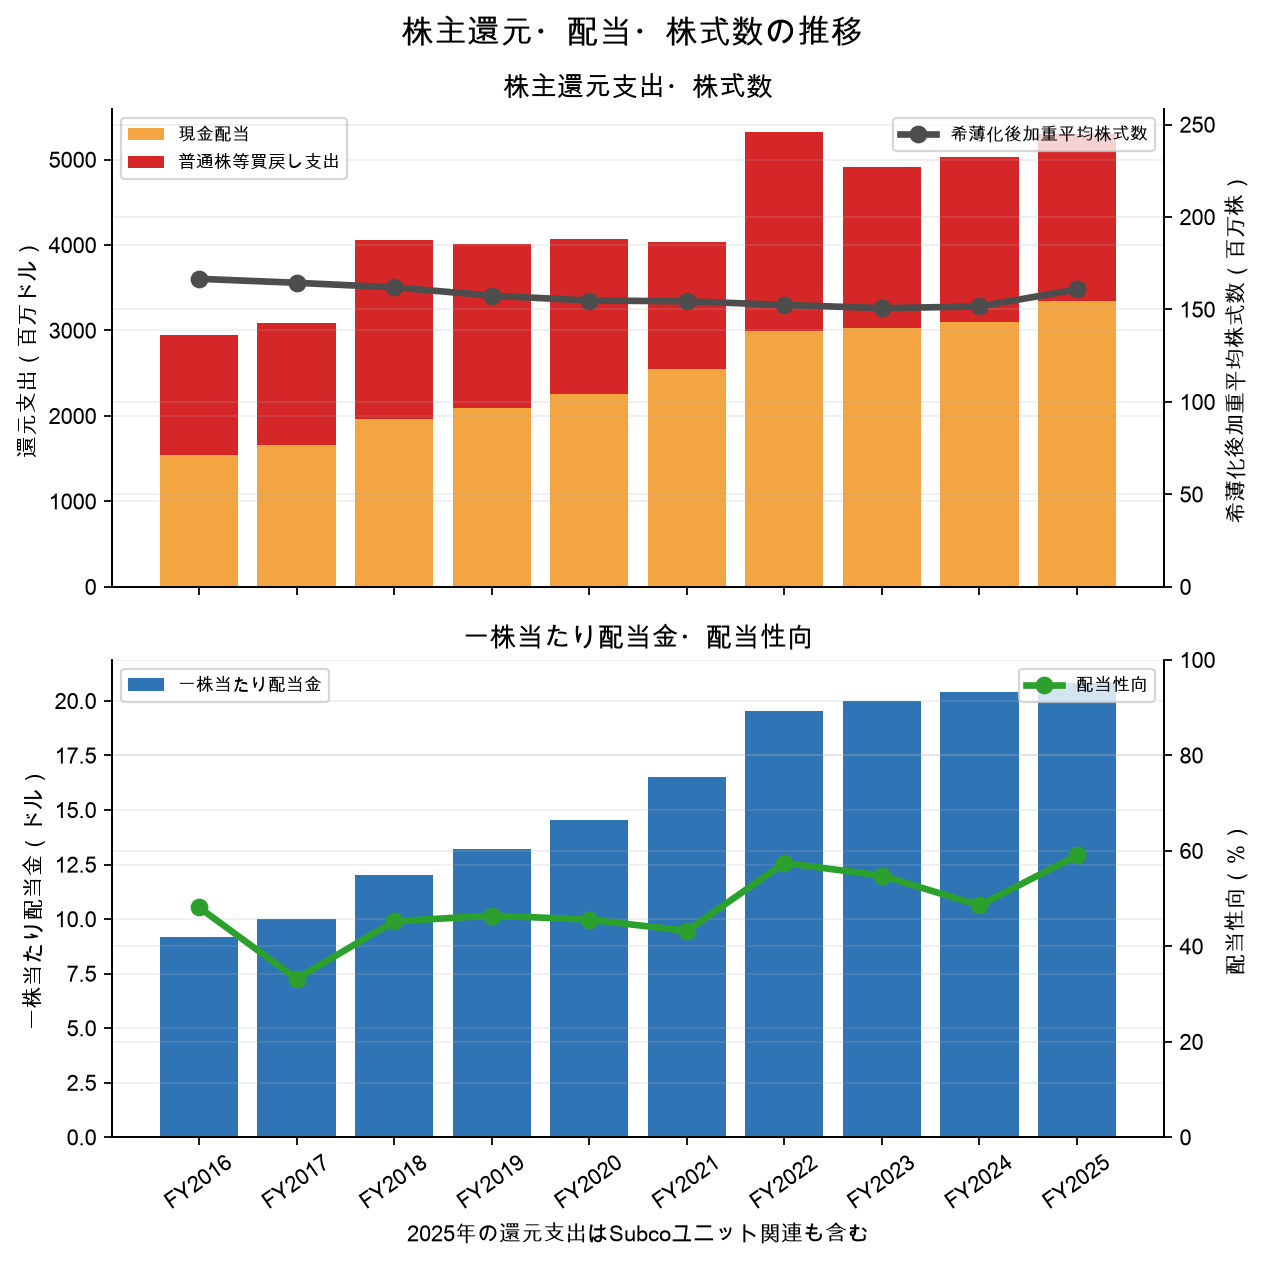 株主還元・配当・株式数の推移
株主還元支出・株式数
現金配当
普通株等買戻し支出
希薄化後加重平均株式数
還元支出(百万ドル)
5000
4000
3000
2000
1000
0
希薄化後加重平均株式数(百万株)
250
200
150
100
50
0
一株当たり配当金・配当性向
一株当たり配当金
配当性向
一株当たり配当金(ドル)
20.0
17.5
15.0
12.5
10.0
7.5
5.0
2.5
0.0
配当性向(%)
100
80
60
40
20
0
FY2016 FY2017 FY2018 FY2019 FY2020 FY2021 FY2022 FY2023 FY2024 FY2025
2025年の還元支出はSubcoユニット関連も含む